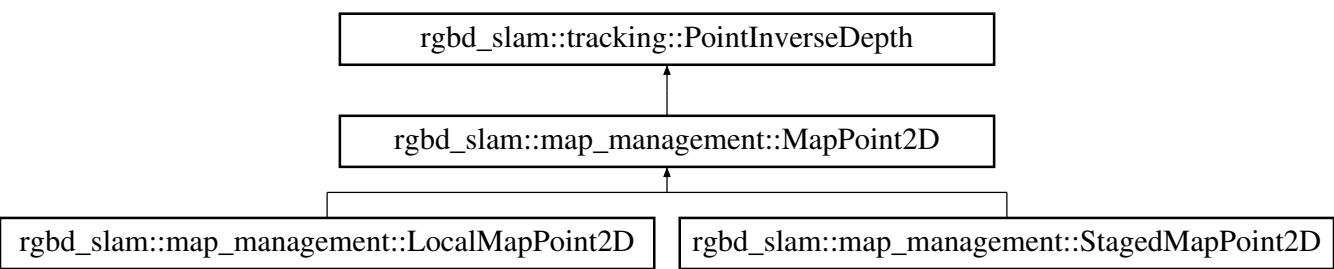 rgbd_slam::tracking::PointInverseDepth
rgbd_slam::map_management::MapPoint2D
rgbd_slam::map_management::LocalMapPoint2D
rgbd_slam::map_management::StagedMapPoint2D